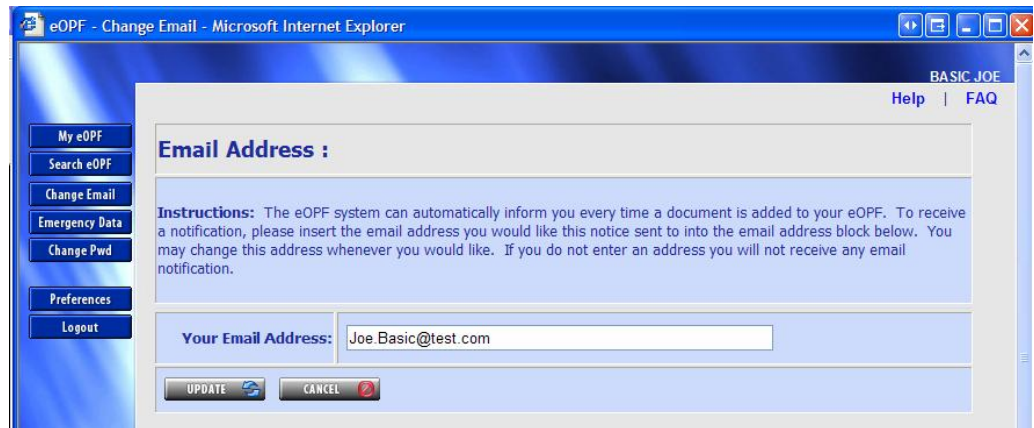 eOPF - Change Email - Microsoft Internet Explorer
BASIC JOE
Help | FAQ
My eOPF
Search eOPF
Change Email
Emergency Data
Change Pwd
Preferences
Logout
Email Address :
Instructions: The eOPF system can automatically inform you every time a document is added to your eOPF. To receive
a notification, please insert the email address you would like this notice sent to into the email address block below. You
may change this address whenever you would like. If you do not enter an address you will not receive any email
notification.
Your Email Address: Joe.Basic@test.com
UPDATE CANCEL